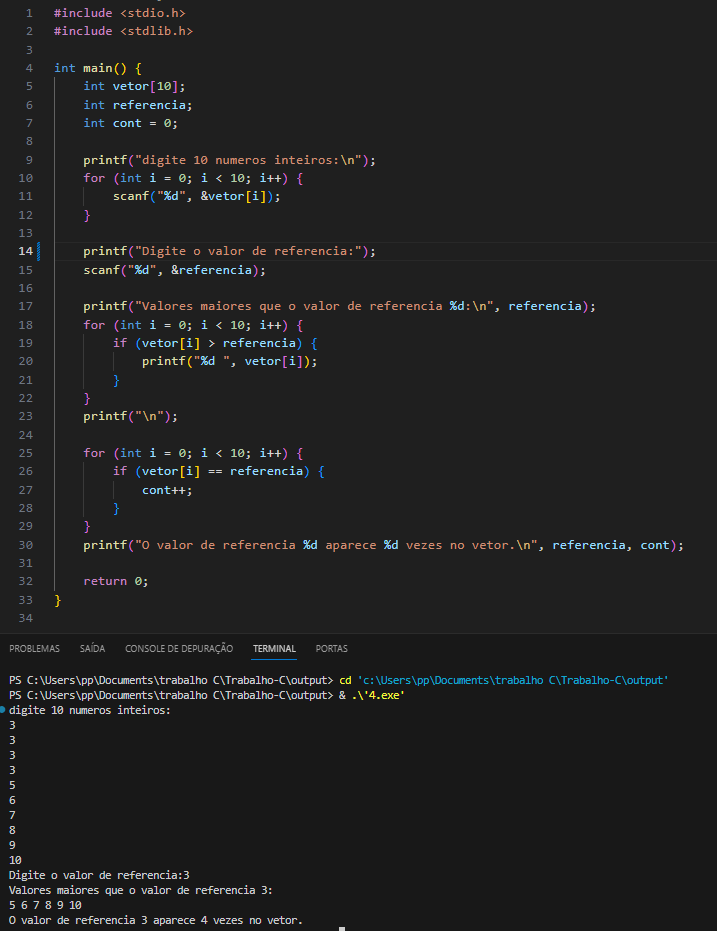 1 #include <stdio.h>
2 #include <stdlib.h>
3
4 int main() {
5     int vetor[10];
6     int referencia;
7     int cont = 0;
8
9     printf("digite 10 numeros inteiros:\n");
10     for (int i = 0; i < 10; i++) {
11         scanf("%d", &vetor[i]);
12     }
13
14     printf("Digite o valor de referencia:");
15     scanf("%d", &referencia);
16
17     printf("Valores maiores que o valor de referencia %d:\n", referencia);
18     for (int i = 0; i < 10; i++) {
19         if (vetor[i] > referencia) {
20             printf("%d ", vetor[i]);
21         }
22     }
23     printf("\n");
24
25     for (int i = 0; i < 10; i++) {
26         if (vetor[i] == referencia) {
27             cont++;
28         }
29     }
30     printf("O valor de referencia %d aparece %d vezes no vetor.\n", referencia, cont);
31
32     return 0;
33 }
34
PROBLEMAS SAÍDA CONSOLE DE DEPURAÇÃO TERMINAL PORTAS
PS C:\Users\pp\Documents\trabalho C\Trabalho-C\output> cd 'c:\Users\pp\Documents\trabalho C\Trabalho-C\output'
PS C:\Users\pp\Documents\trabalho C\Trabalho-C\output> & .\'4.exe'
digite 10 numeros inteiros:
3
3
3
3
5
6
7
8
9
10
Digite o valor de referencia:3
Valores maiores que o valor de referencia 3:
5 6 7 8 9 10
O valor de referencia 3 aparece 4 vezes no vetor.